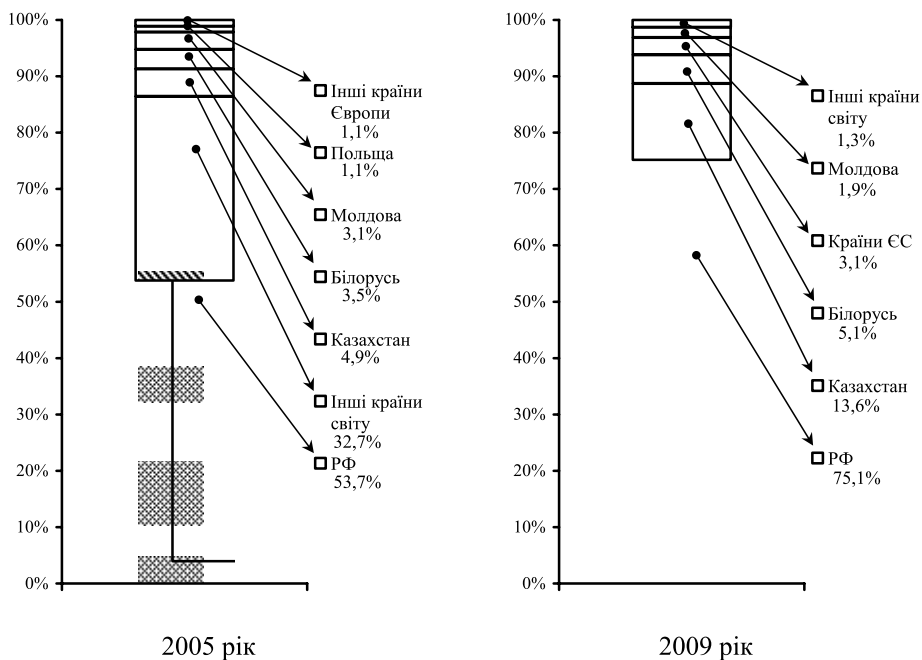 100%
90%
80%
70%
60%
50%
40%
30%
20%
10%
0%
Інші країни
Європи
1,1%
Польща
1,1%
Молдова
3,1%
Білорусь
3,5%
Казахстан
4,9%
Інші країни
світу
32,7%
РФ
53,7%
2005 рік
100%
90%
80%
70%
60%
50%
40%
30%
20%
10%
0%
Інші країни
світу
1,3%
Молдова
1,9%
Країни ЄС
3,1%
Білорусь
5,1%
Казахстан
13,6%
РФ
75,1%
2009 рік